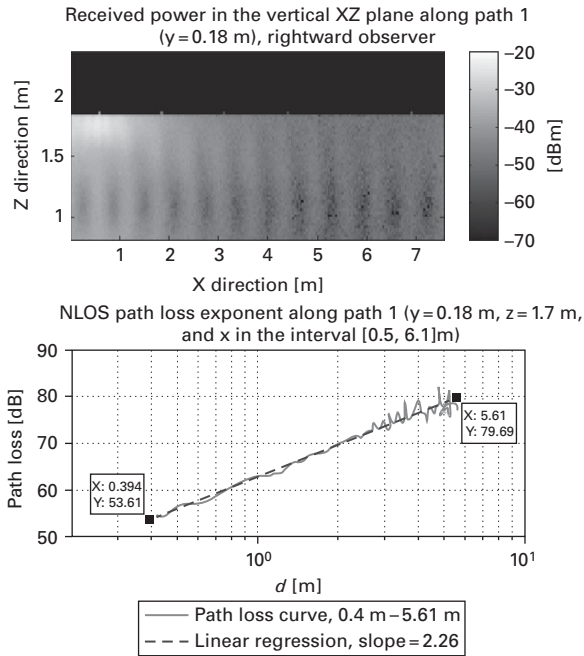 Received power in the vertical XZ plane along path 1
(y = 0.18 m), rightward observer
Z direction [m]
2
1.5
1
1 2 3 4 5 6 7
X direction [m]
–20
–30
–40
–50
–60
–70
[dBm]
NLOS path loss exponent along path 1 (y = 0.18 m, z = 1.7 m,
and x in the interval [0.5, 6.1]m)
Path loss [dB]
90
80
70
60
50
X: 0.394
Y: 53.61
X: 5.61
Y: 79.69
10⁰ 10¹
d [m]
Path loss curve, 0.4 m – 5.61 m
Linear regression, slope = 2.26